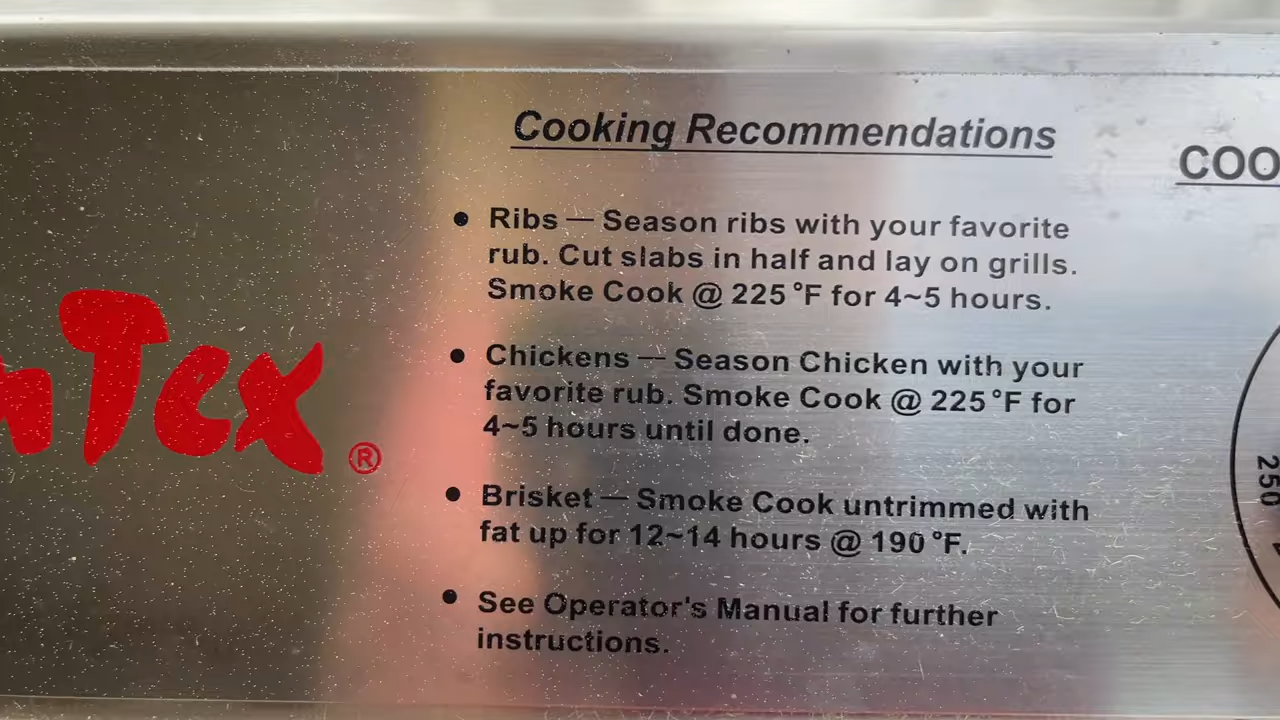 Cooking Recommendations
• Ribs — Season ribs with your favorite
rub. Cut slabs in half and lay on grills.
Smoke Cook @ 225°F for 4~5 hours.
• Chickens — Season Chicken with your
favorite rub. Smoke Cook @ 225°F for
4~5 hours until done.
• Brisket — Smoke Cook untrimmed with
fat up for 12~14 hours @ 190°F.
• See Operator's Manual for further
instructions.
nTex®
COO
250